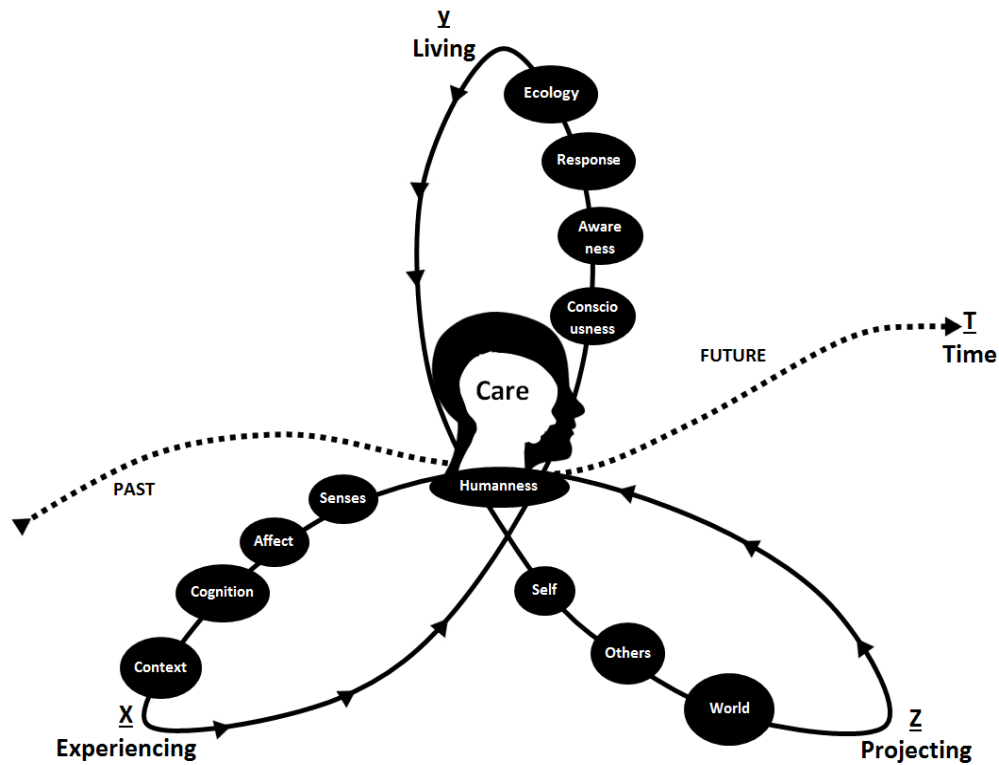 y
Living
Ecology
Response
Aware
ness
Conscio
usness
T
Time
FUTURE
Care
PAST
Humanness
Senses
Affect
Cognition
Context
X
Experiencing
Self
Others
World
Z
Projecting